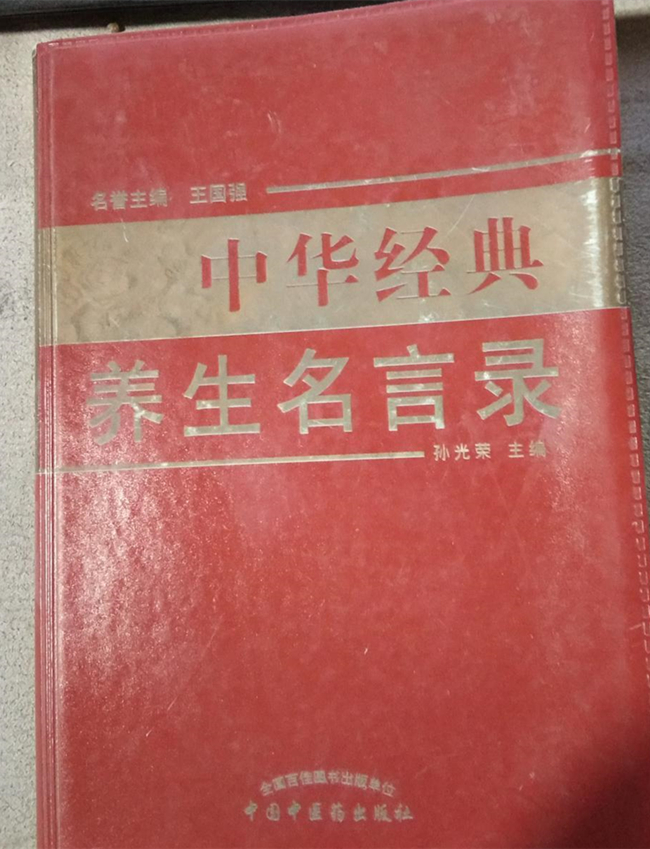 名誉主编 王国强
中华经典
养生名言录
孙光荣 主编
全国百佳图书出版单位
中国中医药出版社